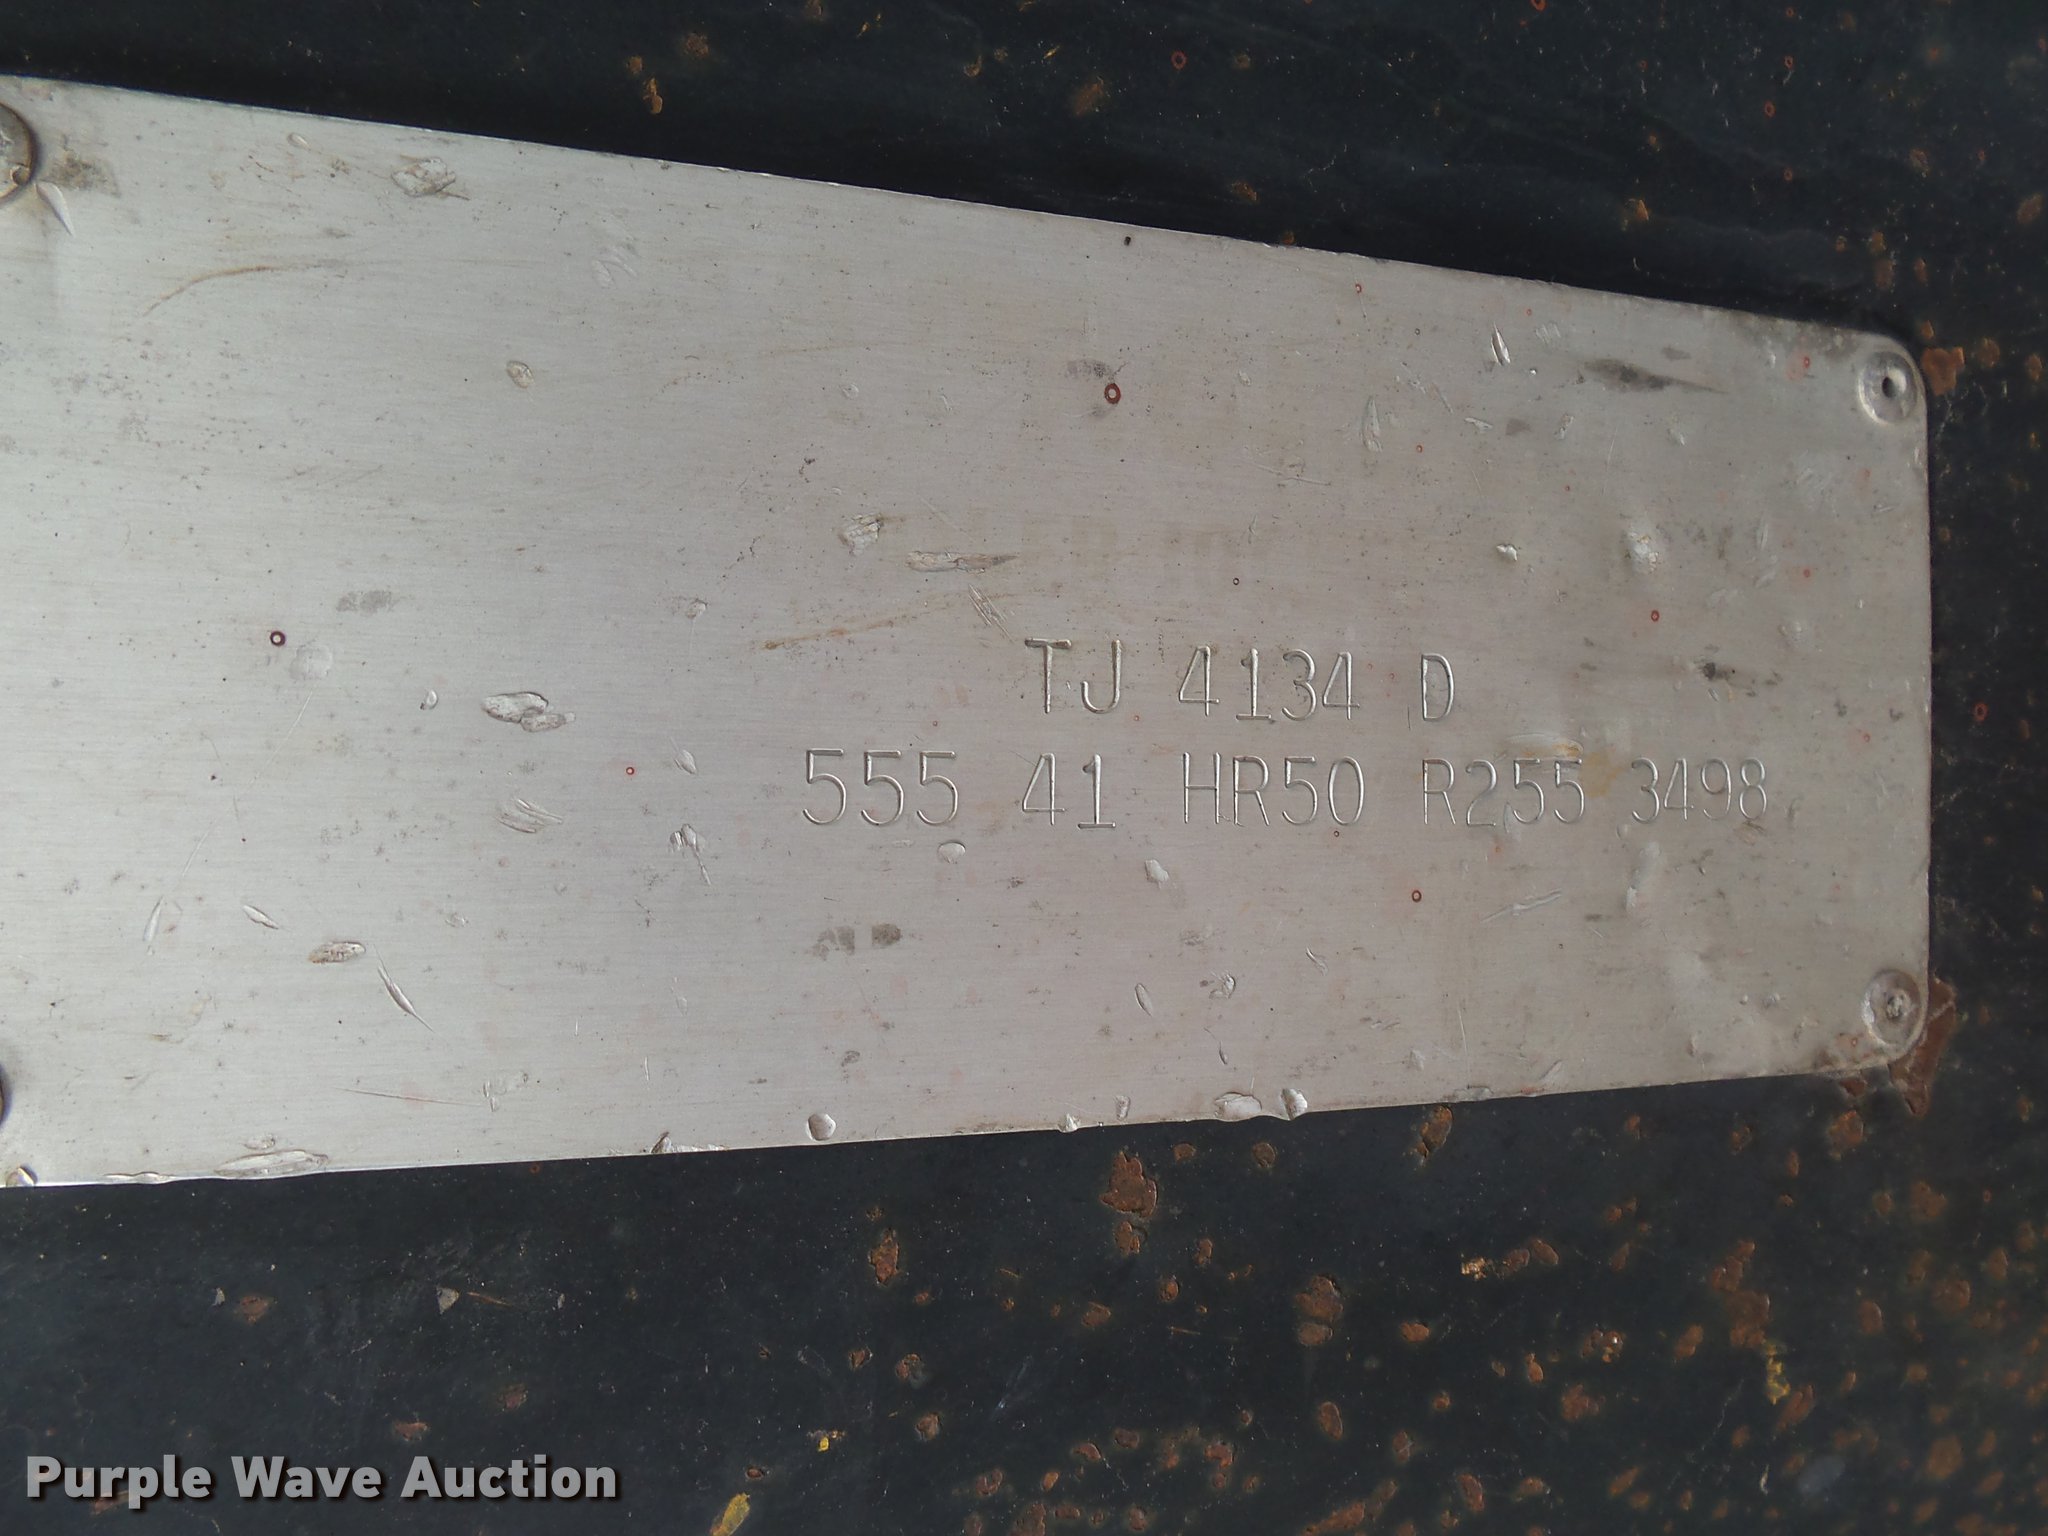 TJ 4134 D
555 41 HR50 R255 3498
Purple Wave Auction